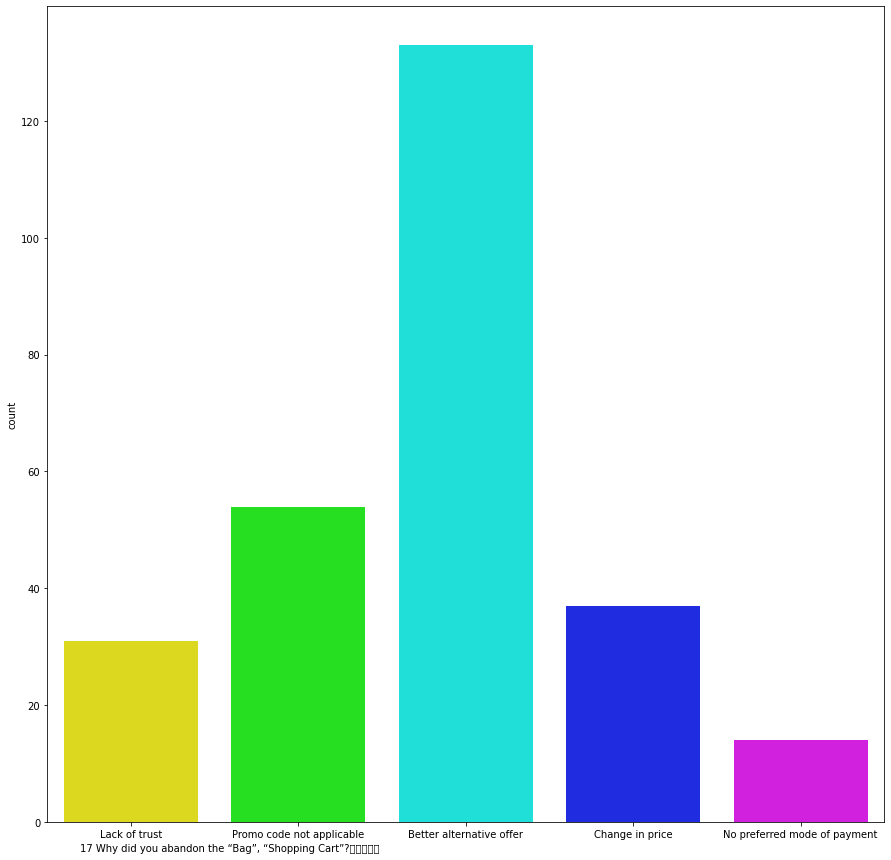 120
100
80
60
40
20
0
count
Lack of trust
Promo code not applicable
Better alternative offer
Change in price
No preferred mode of payment
17 Why did you abandon the “Bag”, “Shopping Cart”?